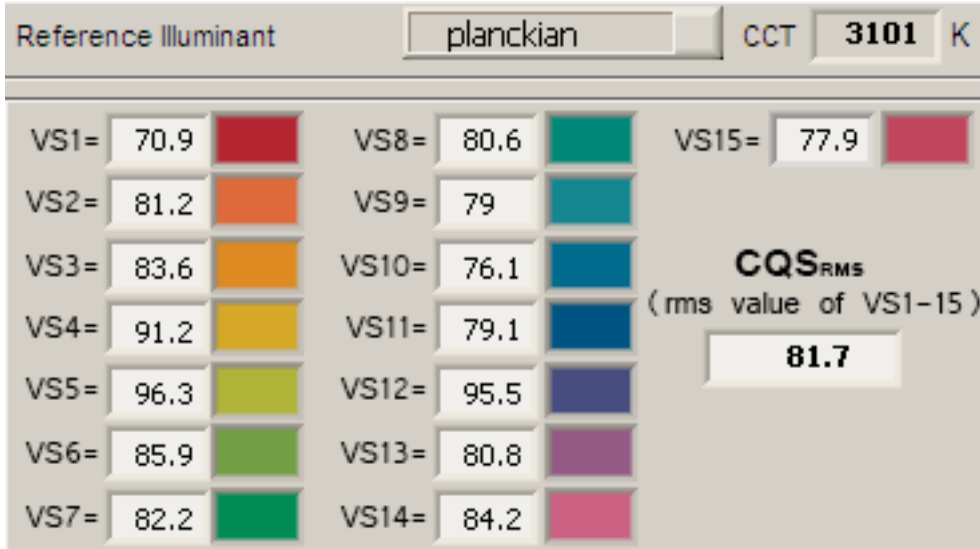 Reference Illuminant planckian CCT 3101 K
VS1= 70.9 VS8= 80.6 VS15= 77.9
VS2= 81.2 VS9= 79
VS3= 83.6 VS10= 76.1 CQSRMS
VS4= 91.2 VS11= 79.1 (rms value of VS1-15)
VS5= 96.3 VS12= 95.5 81.7
VS6= 85.9 VS13= 80.8
VS7= 82.2 VS14= 84.2